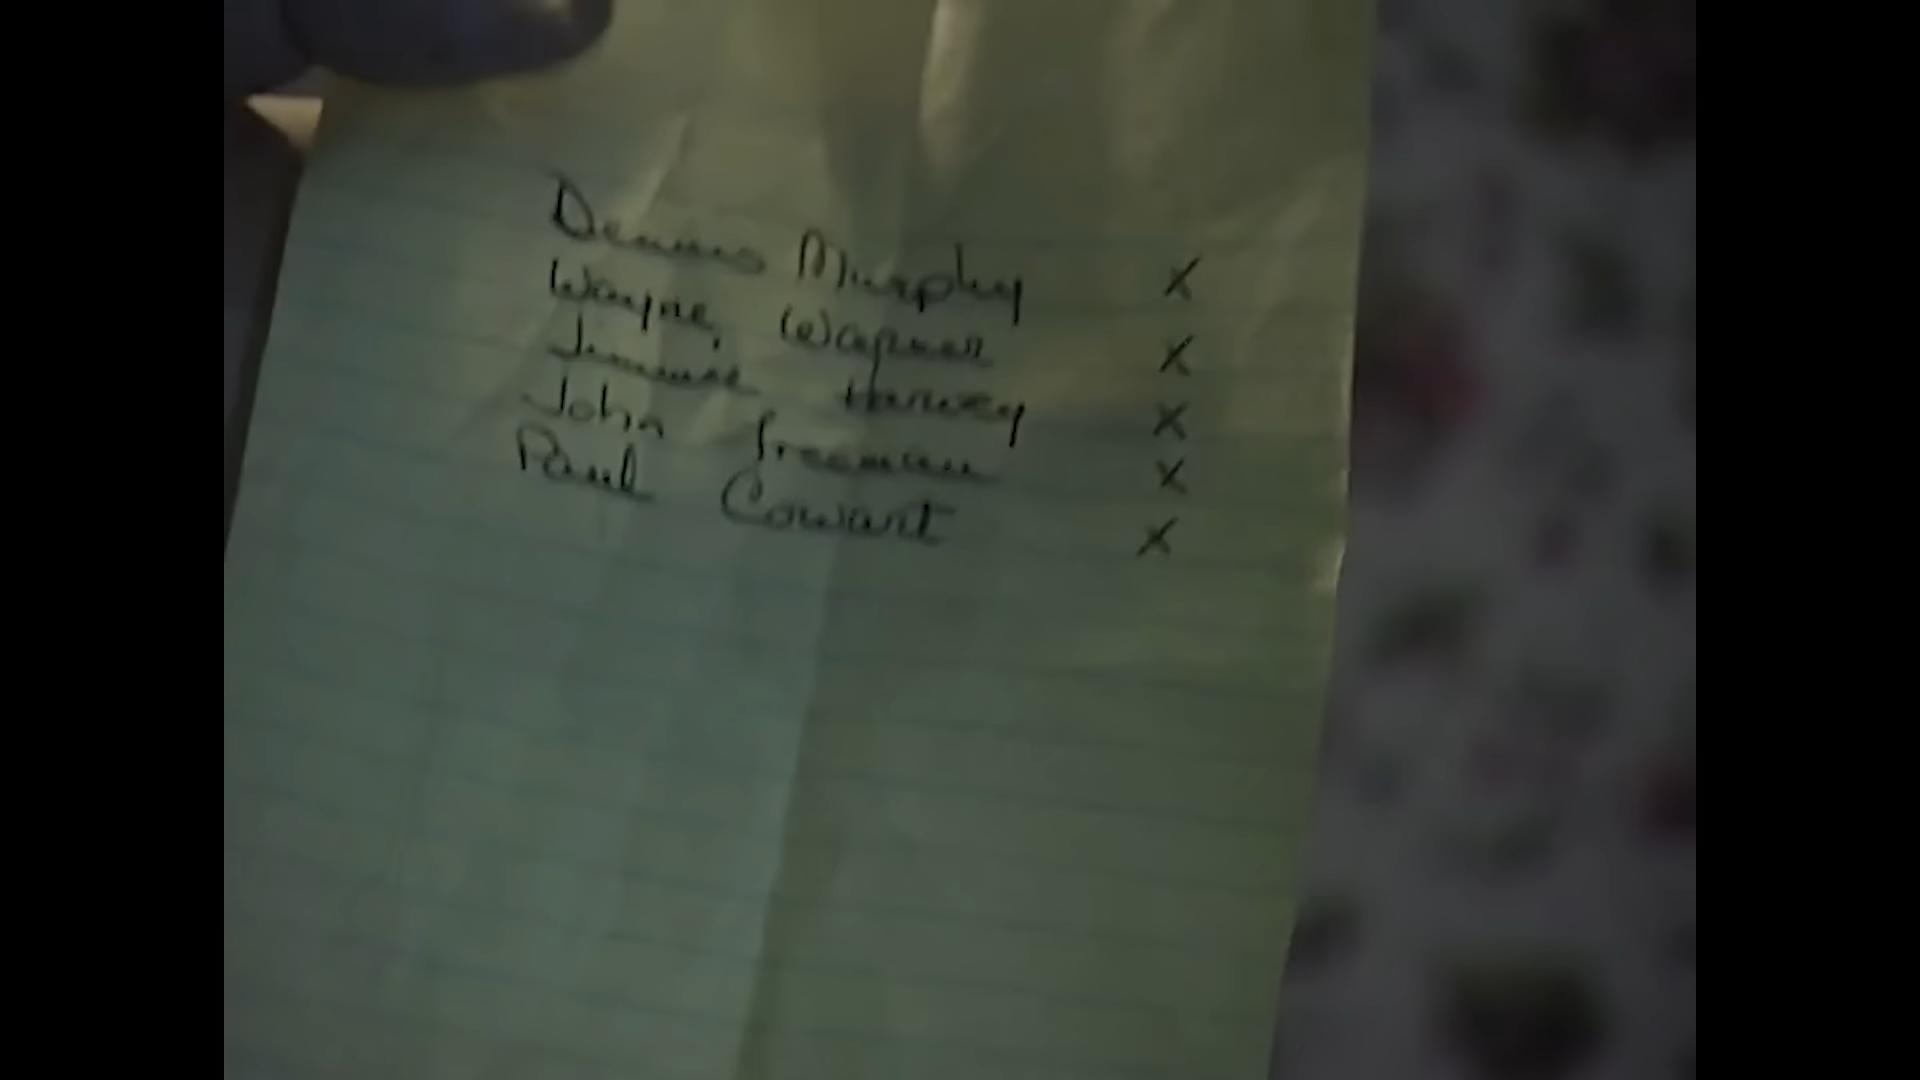 Dennis Murphy X
Wayne Wagner X
Jimmie Harvey X
John Freeman X
Paul Cowart X